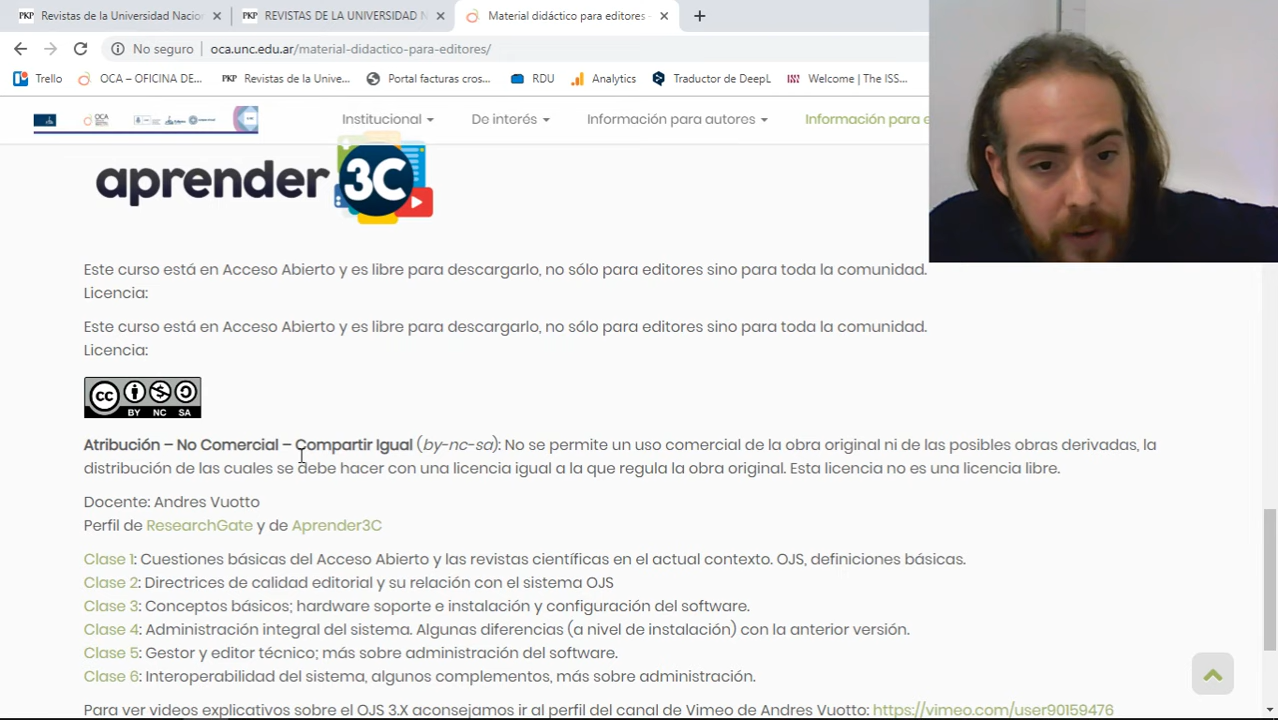 PKP Revistas de la Universidad Nacio
PKP REVISTAS DE LA UNIVERSIDAD N
Material didáctico para editores -
No seguro
oca.unc.edu.ar/material-didactico-para-editores/
Trello
OCA – OFICINA DE...
PKP Revistas de la Unive...
Portal facturas cros...
RDU
Analytics
Traductor de DeepL
Welcome | The ISS...
Institucional
De interés
Información para autores
Información para e
aprender 3C
Este curso está en Acceso Abierto y es libre para descargarlo, no sólo para editores sino para toda la comunidad.
Licencia:
Este curso está en Acceso Abierto y es libre para descargarlo, no sólo para editores sino para toda la comunidad.
Licencia:
cc BY NC SA
Atribución – No Comercial – Compartir Igual (by-nc-sa): No se permite un uso comercial de la obra original ni de las posibles obras derivadas, la
distribución de las cuales se debe hacer con una licencia igual a la que regula la obra original. Esta licencia no es una licencia libre.
Docente: Andres Vuotto
Perfil de ResearchGate y de Aprender3C
Clase 1: Cuestiones básicas del Acceso Abierto y las revistas científicas en el actual contexto. OJS, definiciones básicas.
Clase 2: Directrices de calidad editorial y su relación con el sistema OJS
Clase 3: Conceptos básicos; hardware soporte e instalación y configuración del software.
Clase 4: Administración integral del sistema. Algunas diferencias (a nivel de instalación) con la anterior versión.
Clase 5: Gestor y editor técnico; más sobre administración del software.
Clase 6: Interoperabilidad del sistema, algunos complementos, más sobre administración.
Para ver videos explicativos sobre el OJS 3.X aconsejamos ir al perfil del canal de Vimeo de Andres Vuotto: https://vimeo.com/user90159476